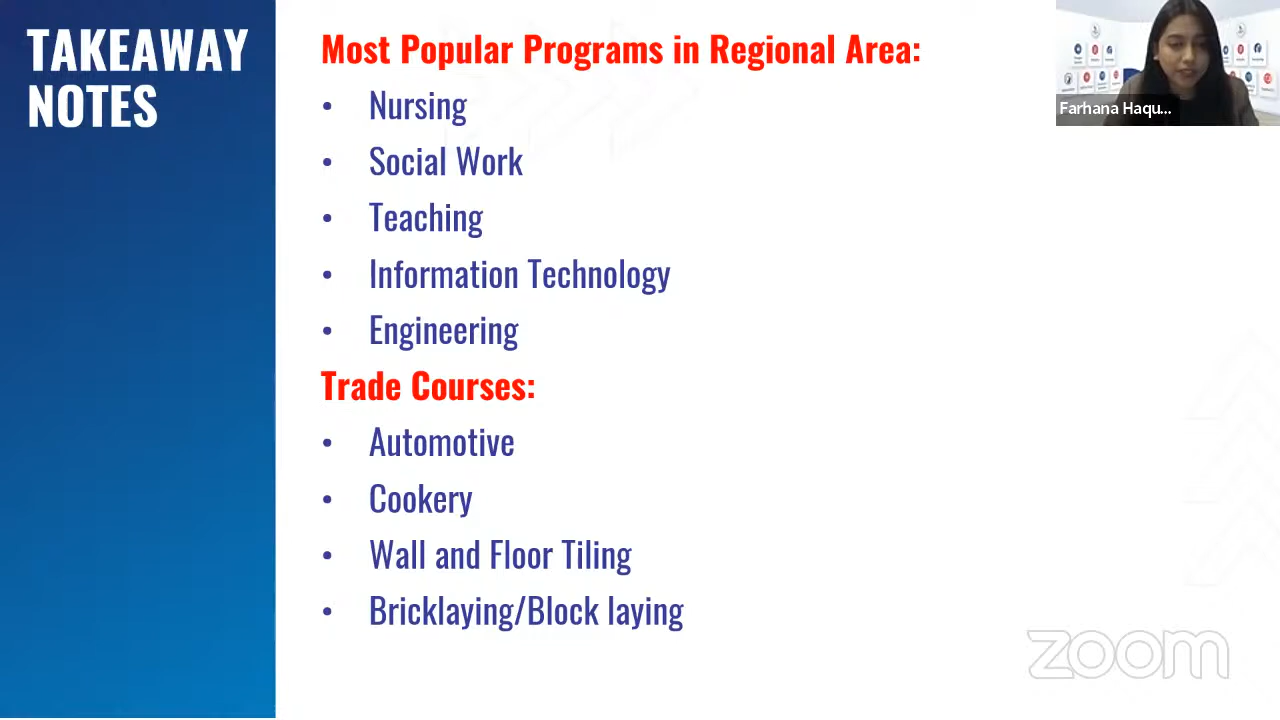 TAKEAWAY
NOTES
Most Popular Programs in Regional Area:
• Nursing
• Social Work
• Teaching
• Information Technology
• Engineering
Trade Courses:
• Automotive
• Cookery
• Wall and Floor Tiling
• Bricklaying/Block laying
Farhana Haqu...
zoom